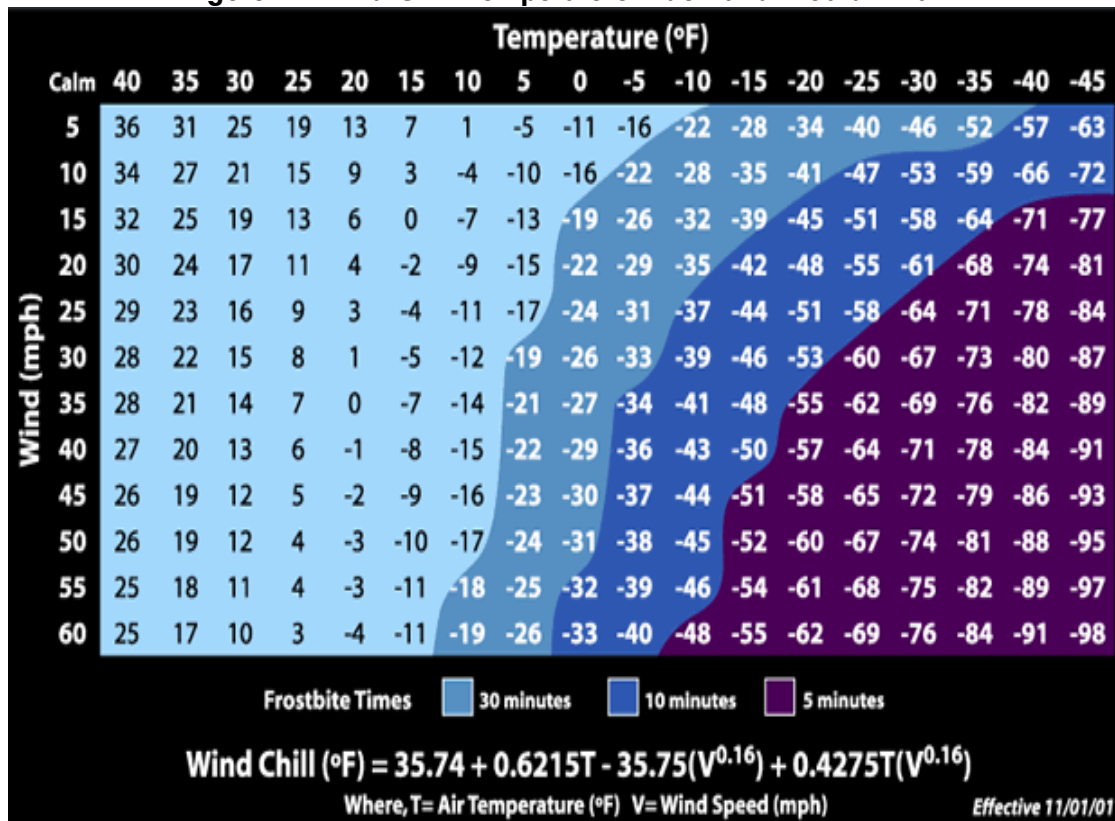 Temperature (ºF)
Calm 40 35 30 25 20 15 10 5 0 -5 -10 -15 -20 -25 -30 -35 -40 -45
5 36 31 25 19 13 7 1 -5 -11 -16 -22 -28 -34 -40 -46 -52 -57 -63
10 34 27 21 15 9 3 -4 -10 -16 -22 -28 -35 -41 -47 -53 -59 -66 -72
15 32 25 19 13 6 0 -7 -13 -19 -26 -32 -39 -45 -51 -58 -64 -71 -77
20 30 24 17 11 4 -2 -9 -15 -22 -29 -35 -42 -48 -55 -61 -68 -74 -81
25 29 23 16 9 3 -4 -11 -17 -24 -31 -37 -44 -51 -58 -64 -71 -78 -84
30 28 22 15 8 1 -5 -12 -19 -26 -33 -39 -46 -53 -60 -67 -73 -80 -87
35 28 21 14 7 0 -7 -14 -21 -27 -34 -41 -48 -55 -62 -69 -76 -82 -89
40 27 20 13 6 -1 -8 -15 -22 -29 -36 -43 -50 -57 -64 -71 -78 -84 -91
45 26 19 12 5 -2 -9 -16 -23 -30 -37 -44 -51 -58 -65 -72 -79 -86 -93
50 26 19 12 4 -3 -10 -17 -24 -31 -38 -45 -52 -60 -67 -74 -81 -88 -95
55 25 18 11 4 -3 -11 -18 -25 -32 -39 -46 -54 -61 -68 -75 -82 -89 -97
60 25 17 10 3 -4 -11 -19 -26 -33 -40 -48 -55 -62 -69 -76 -84 -91 -98
Wind (mph)
Frostbite Times 30 minutes 10 minutes 5 minutes
Wind Chill (ºF) = 35.74 + 0.6215T - 35.75(V^0.16) + 0.4275T(V^0.16)
Where, T= Air Temperature (ºF) V= Wind Speed (mph) Effective 11/01/01